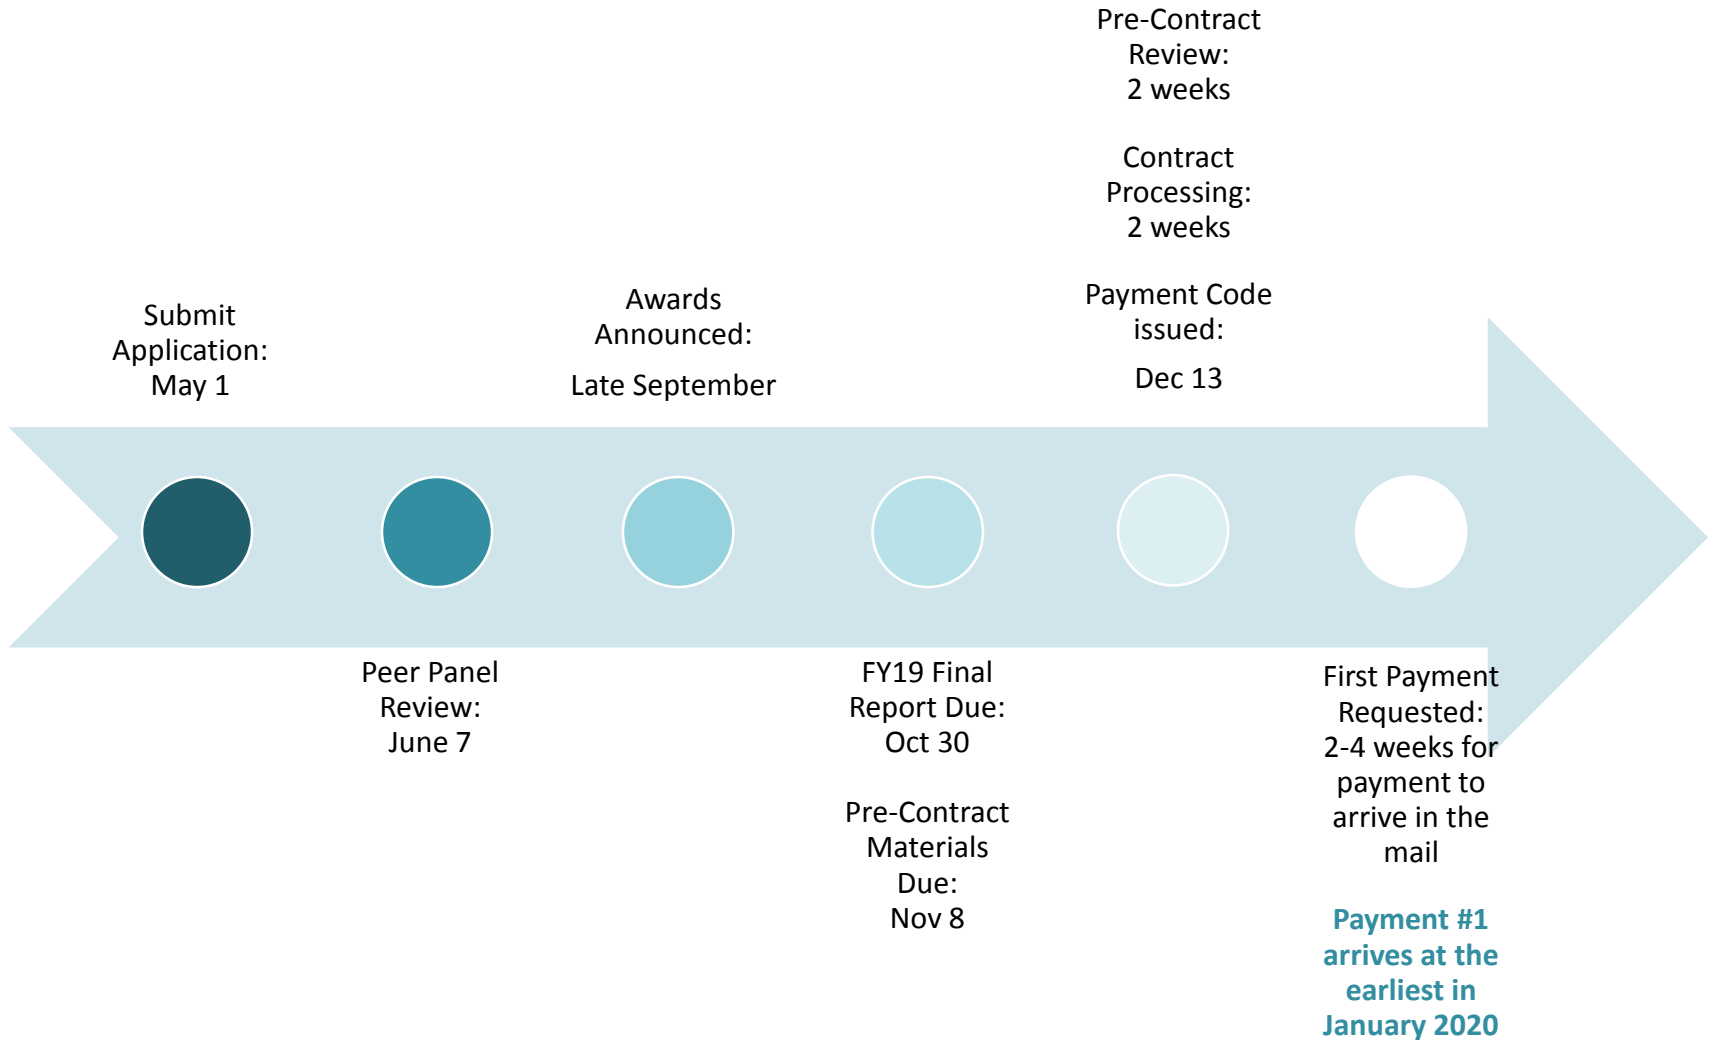 Submit
Application:
May 1
Peer Panel
Review:
June 7
Awards
Announced:
Late September
FY19 Final
Report Due:
Oct 30
Pre-Contract
Materials
Due:
Nov 8
Pre-Contract
Review:
2 weeks
Contract
Processing:
2 weeks
Payment Code
issued:
Dec 13
First Payment
Requested:
2-4 weeks for
payment to
arrive in the
mail
Payment #1
arrives at the
earliest in
January 2020